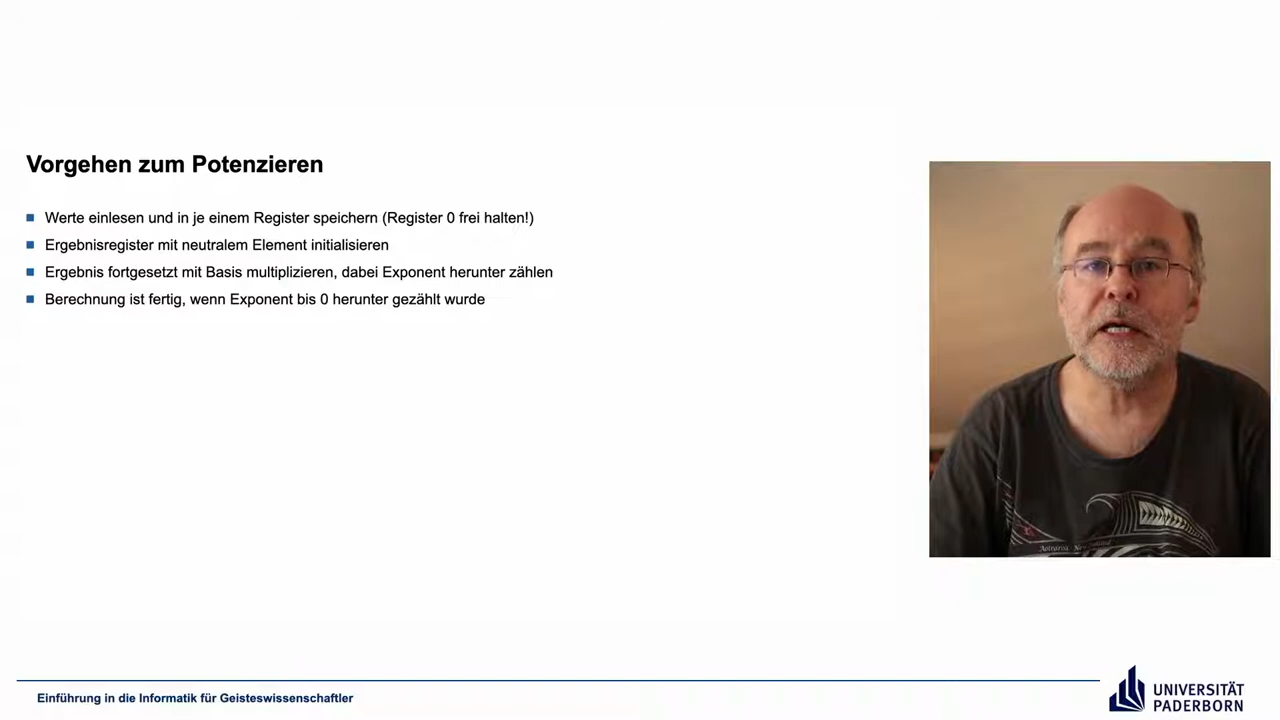 Vorgehen zum Potenzieren
Werte einlesen und in je einem Register speichern (Register 0 frei halten!)
Ergebnisregister mit neutralem Element initialisieren
Ergebnis fortgesetzt mit Basis multiplizieren, dabei Exponent herunter zählen
Berechnung ist fertig, wenn Exponent bis 0 herunter gezählt wurde
Aotearoa
Einführung in die Informatik für Geisteswissenschaftler
UNIVERSITÄT
PADERBORN